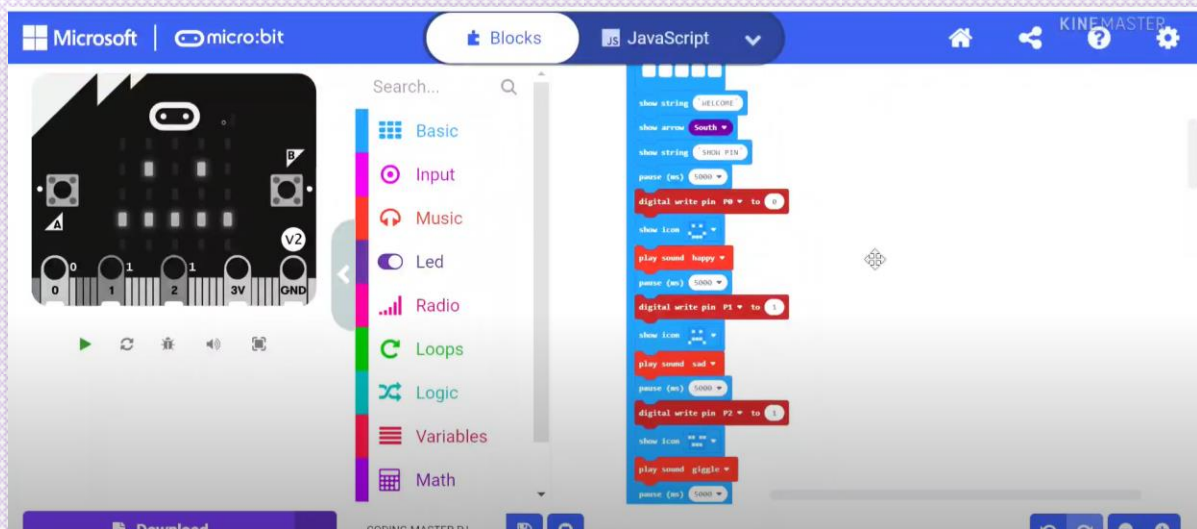 Microsoft micro:bit Blocks JS JavaScript KINEMASTER
Search...
Basic
Input
Music
Led
Radio
Loops
Logic
Variables
Math
A
B
V2
0 1 1
0 1 2 3V GND
show string WELCOME
show arrow South
show string SHOW PIN
pause (ms) 5000
digital write pin P0 to 0
show icon
play sound happy
pause (ms) 5000
digital write pin P1 to 1
show icon
play sound sad
pause (ms) 5000
digital write pin P2 to 1
show icon
play sound giggle
pause (ms) 5000
Download
CODING MASTER